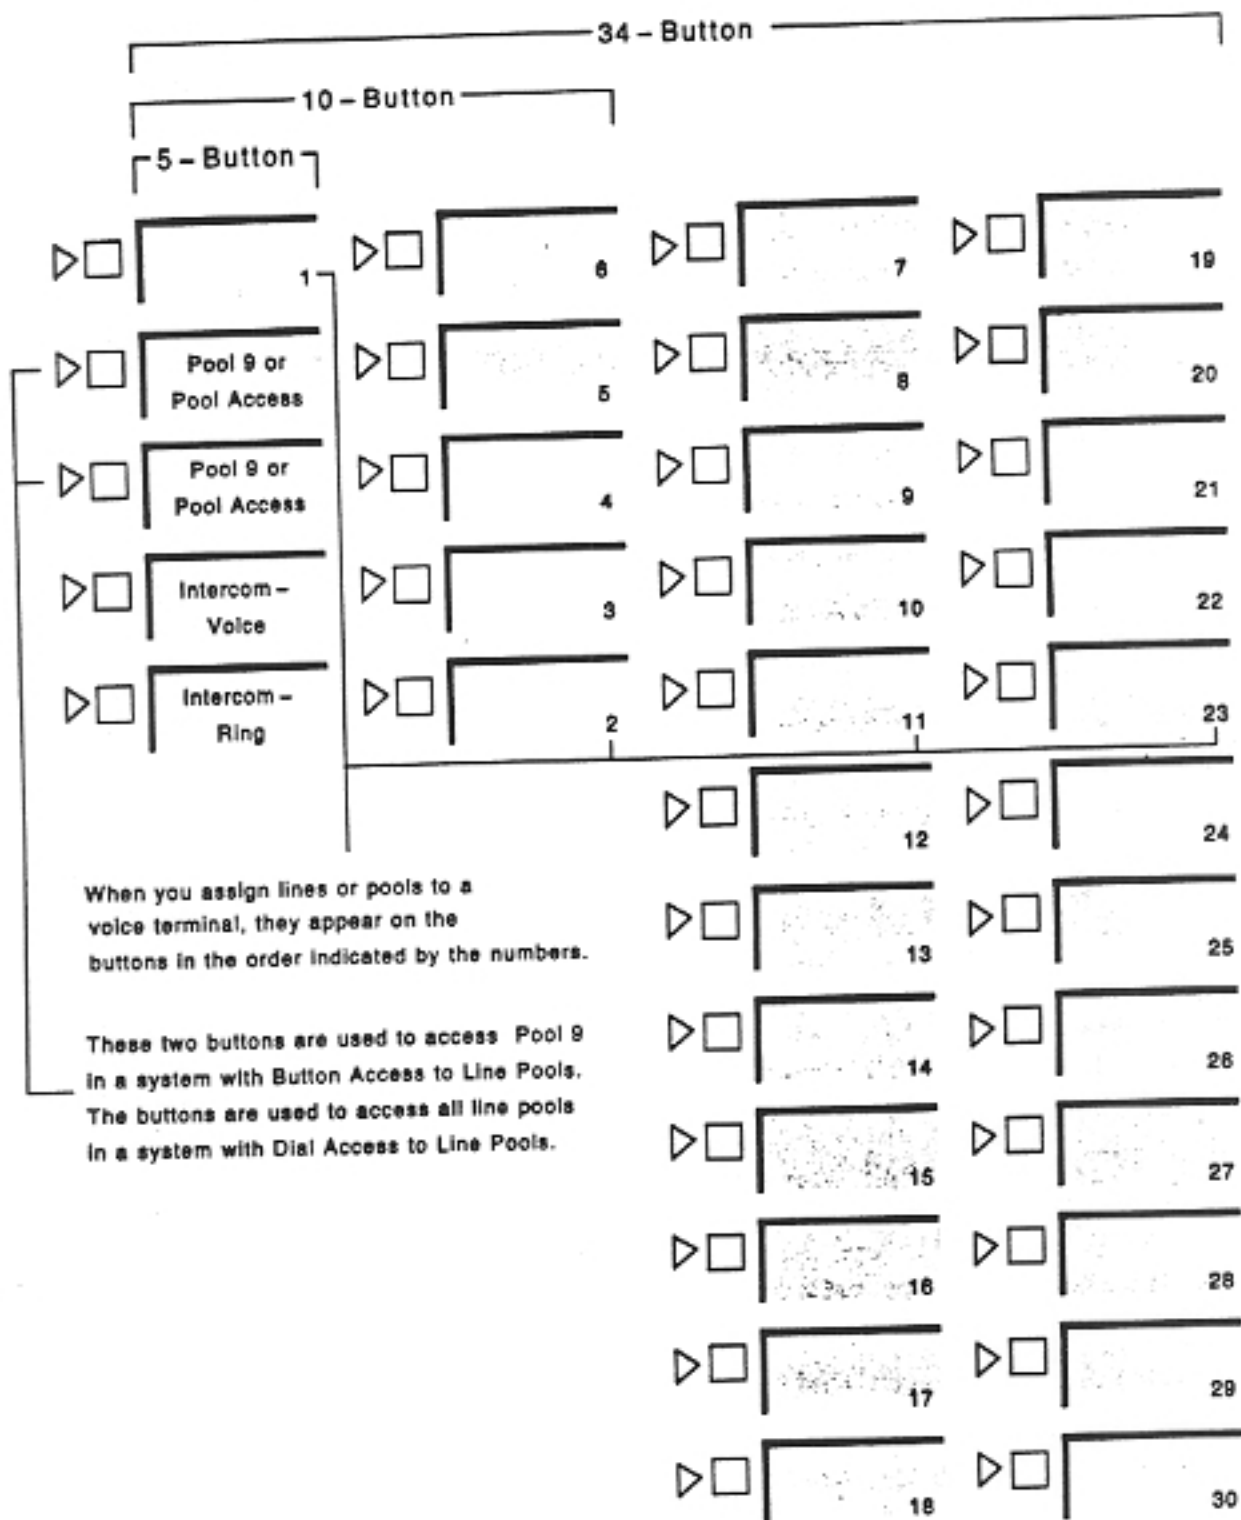 34 – Button
10 – Button
5 – Button
1
6
7
19
Pool 9 or
Pool Access
5
8
20
Pool 9 or
Pool Access
4
9
21
Intercom –
Voice
3
10
22
Intercom –
Ring
2
11
23
12
24
When you assign lines or pools to a
voice terminal, they appear on the
buttons in the order indicated by the numbers.
13
25
These two buttons are used to access Pool 9
in a system with Button Access to Line Pools.
The buttons are used to access all line pools
in a system with Dial Access to Line Pools.
14
26
15
27
16
28
17
29
18
30